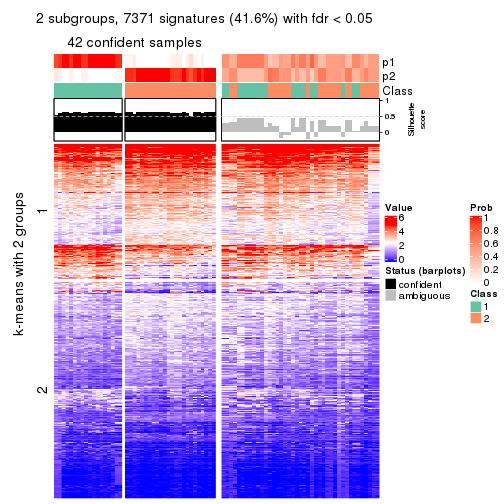 2 subgroups, 7371 signatures (41.6%) with fdr < 0.05
42 confident samples
p1
p2
Class
1
0.5
0
Silhouette
score
k-means with 2 groups
1
2
Value
6
4
2
0
Status (barplots)
confident
ambiguous
Prob
1
0.8
0.6
0.4
0.2
0
Class
1
2